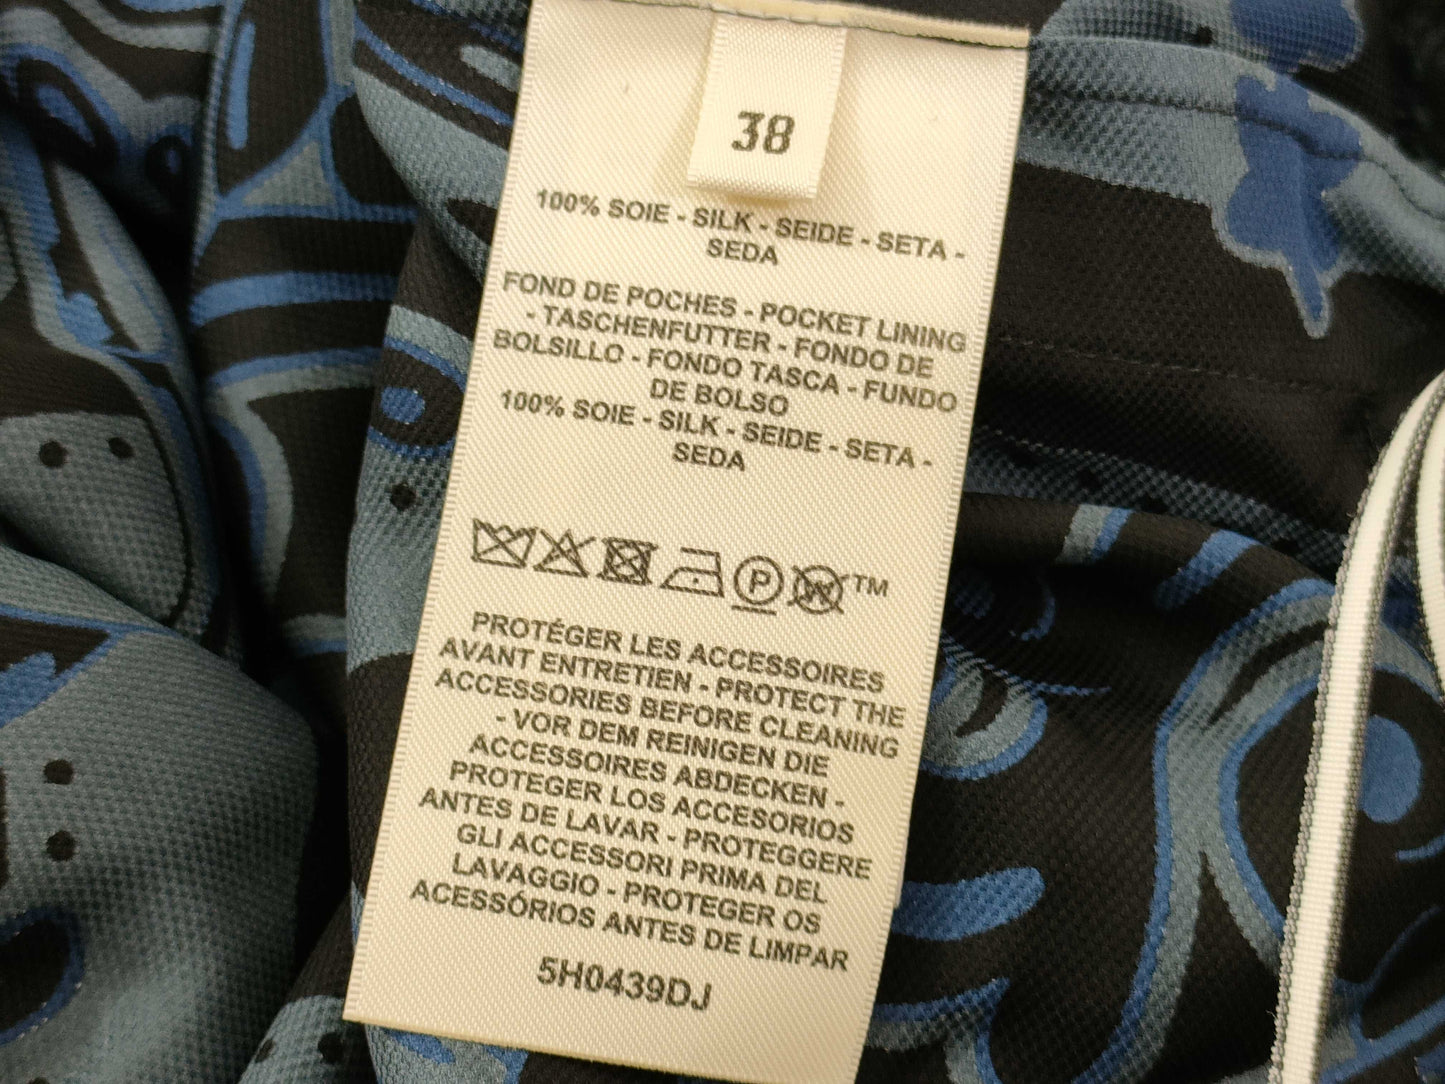 38
100% SOIE - SILK - SEIDE - SETA -
SEDA
FOND DE POCHES - POCKET LINING
- TASCHENFUTTER - FONDO DE
BOLSILLO - FONDO TASCA - FUNDO
DE BOLSO
100% SOIE - SILK - SEIDE - SETA -
SEDA
P W TM
PROTÉGER LES ACCESSOIRES
AVANT ENTRETIEN - PROTECT THE
ACCESSORIES BEFORE CLEANING
- VOR DEM REINIGEN DIE
ACCESSOIRES ABDECKEN -
PROTEGER LOS ACCESORIOS
ANTES DE LAVAR - PROTEGGERE
GLI ACCESSORI PRIMA DEL
LAVAGGIO - PROTEGER OS
ACESSÓRIOS ANTES DE LIMPAR
5H0439DJ